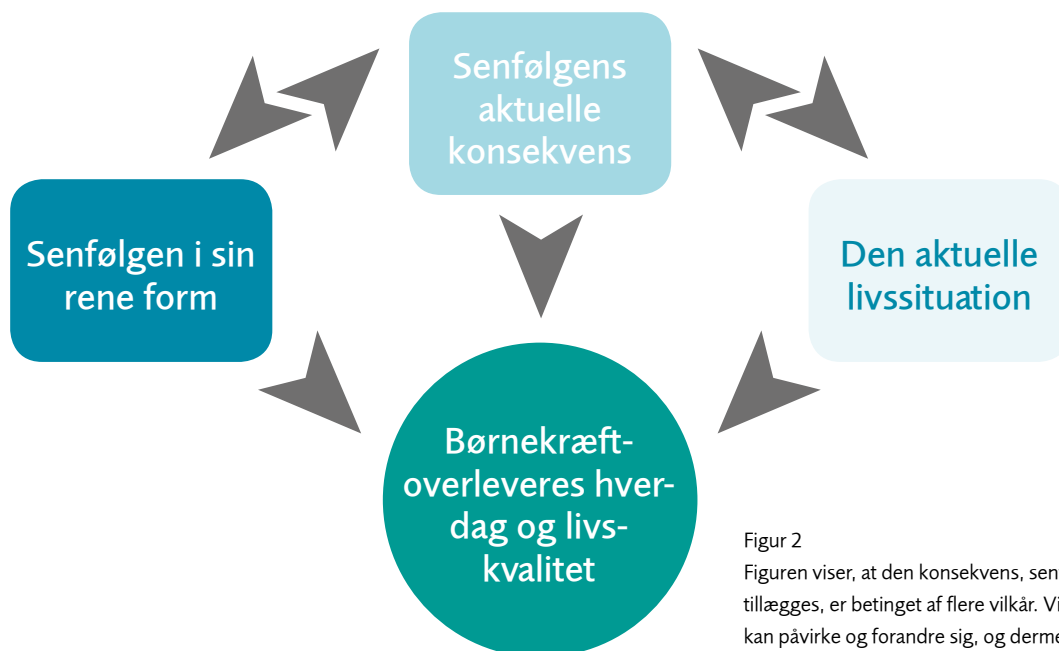 Senfølgens
aktuelle
konsekvens
Senfølgen i sin
rene form
Den aktuelle
livssituation
Børnekræft-
overleveres hver-
dag og livs-
kvalitet
Figur 2
Figuren viser, at den konsekvens,
tillægges, er betinget af flere vilkår.
kan påvirke og forandre sig, og